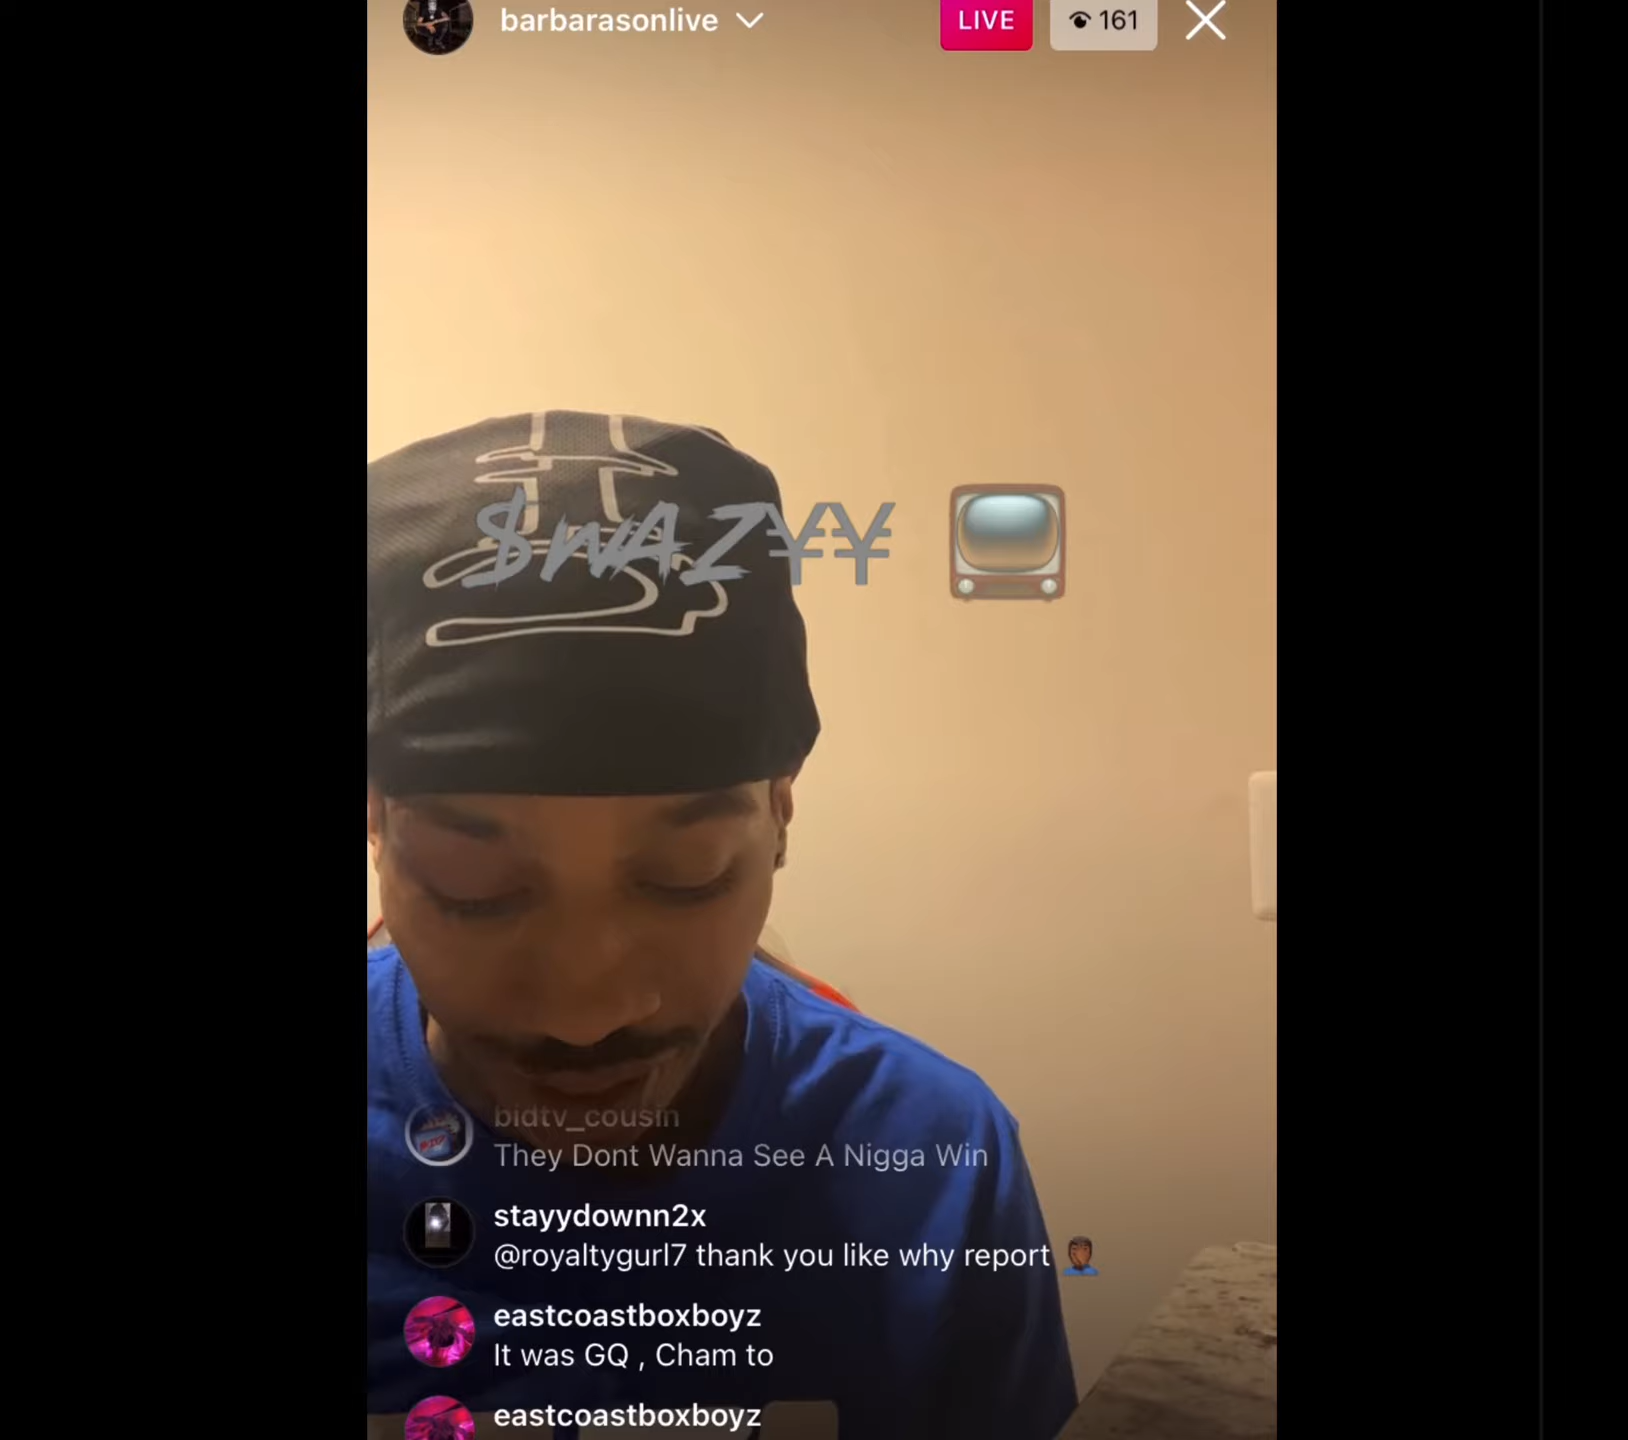 barbarasonlive
LIVE
161
$WAZ¥¥
bidtv_cousin
They Dont Wanna See A Nigga Win
stayydownn2x
@royaltygurl7 thank you like why report
eastcoastboxboyz
It was GQ , Cham to
eastcoastboxboyz